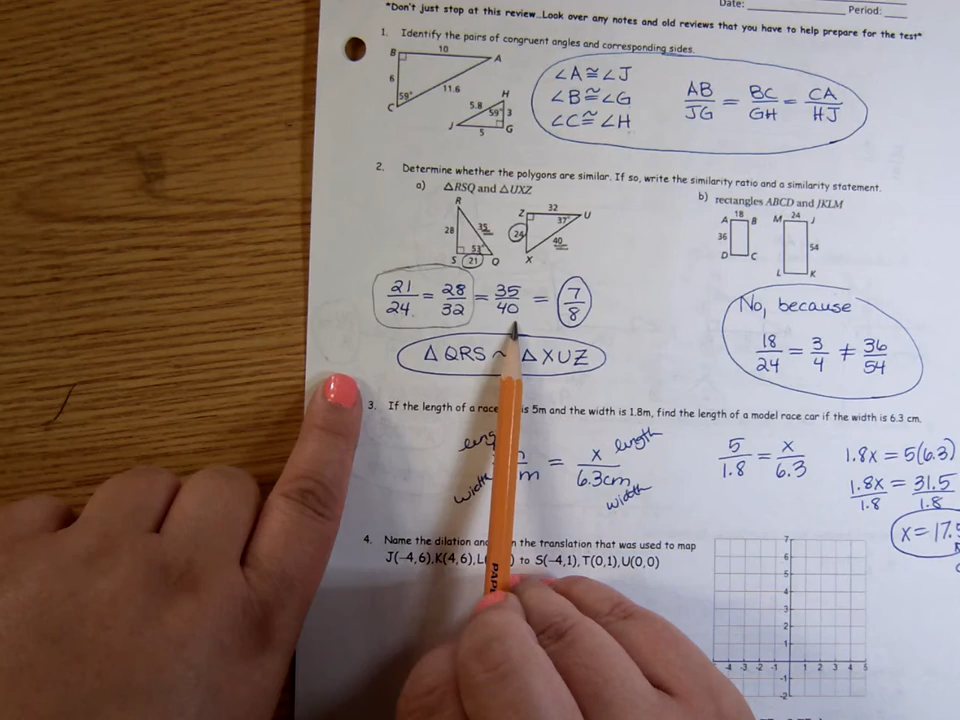 Date: Period:
*Don't just stop at this review...Look over any notes and old reviews that you have to help prepare for the test*
1. Identify the pairs of congruent angles and corresponding sides.
B 10 A
6 59° 11.6
C
H
5.8 59° 3
J 5 G
∠A≅∠J
∠B≅∠G
∠C≅∠H
AB/JG = BC/GH = CA/HJ
2. Determine whether the polygons are similar. If so, write the similarity ratio and a similarity statement.
a) △RSQ and △UXZ
R
28 35
53°
S 21 Q
Z 32 U
37°
24 40
X
21/24 = 28/32 = 35/40 = 7/8
△QRS ~ △XUZ
b) rectangles ABCD and JKLM
A 18 B
36
D C
M 24 J
54
L K
No, because
18/24 = 3/4 ≠ 36/54
3. If the length of a race is 5m and the width is 1.8m, find the length of a model race car if the width is 6.3 cm.
x length
= 6.3cm
width width
5/1.8 = x/6.3
1.8x = 5(6.3)
1.8x/1.8 = 31.5/1.8
x = 17.5
4. Name the dilation the translation that was used to map
J(-4,6), K(4,6), to S(-4,1), T(0,1), U(0,0)
7
6
5
4
3
2
1
-4 -3 -2 -1 1 2 3 4 5
-1
-2